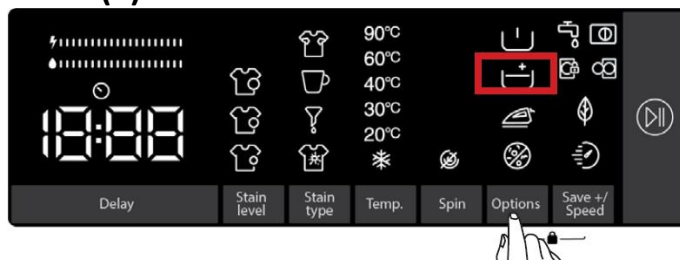 90°C
60°C
40°C
30°C
20°C
18:88
Delay
Stain level
Stain type
Temp.
Spin
Options
Save +/ Speed